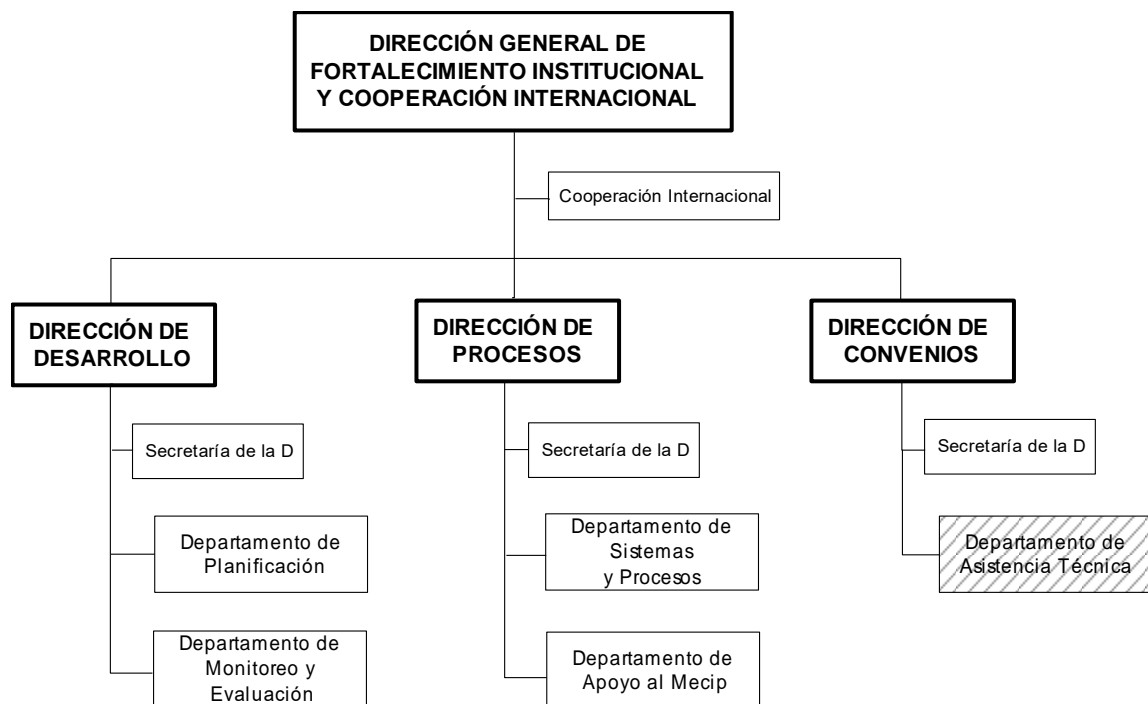 DIRECCIÓN GENERAL DE
FORTALECIMIENTO INSTITUCIONAL
Y COOPERACIÓN INTERNACIONAL
Cooperación Internacional
DIRECCIÓN DE
DESARROLLO
DIRECCIÓN DE
PROCESOS
DIRECCIÓN DE
CONVENIOS
Secretaría de la D
Secretaría de la D
Secretaría de la D
Departamento de
Planificación
Departamento de
Sistemas
y Procesos
Departamento de
Asistencia Técnica
Departamento de
Monitoreo y
Evaluación
Departamento de
Apoyo al Mecip